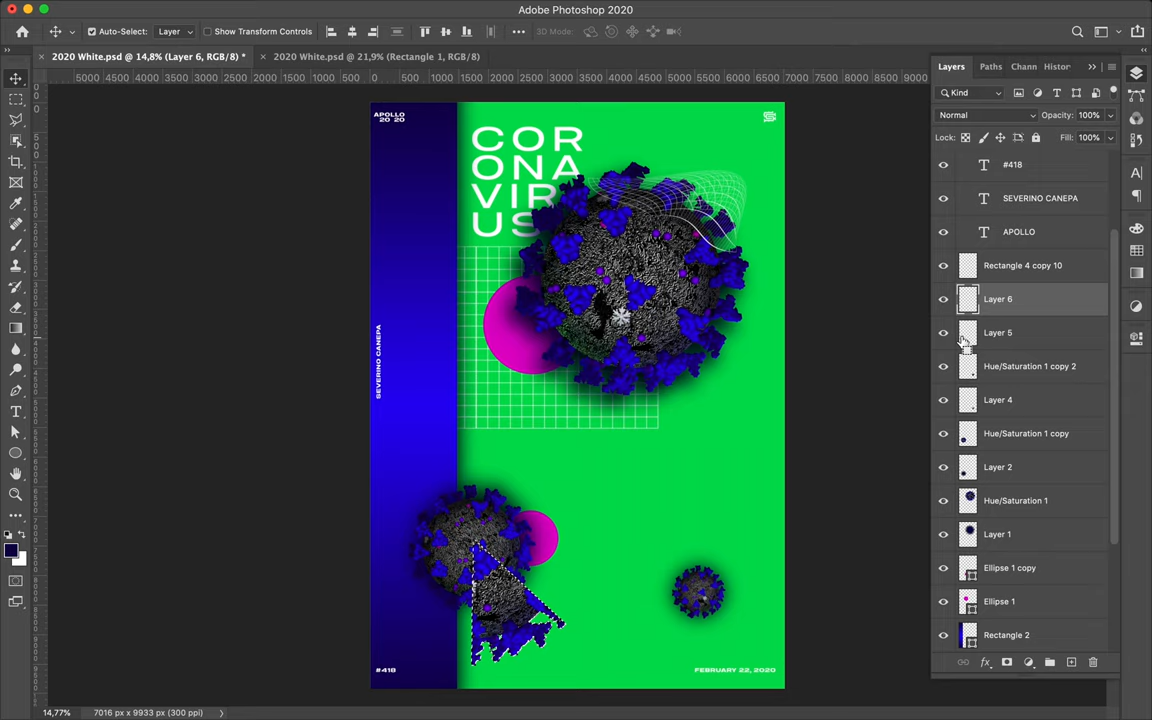 Adobe Photoshop 2020
Auto-Select: Layer Show Transform Controls 3D Mode:
2020 White.psd @ 14,8% (Layer 6, RGB/8) * 2020 White.psd @ 21,9% (Rectangle 1, RGB/8)
5000 4500 4000 3500 3000 2500 2000 1500 1000 500 0 500 1000 1500 2000 2500 3000 3500 4000 4500 5000 5500 6000 6500 7000 7500 8000 8500 9000
Layers Paths Chann Histor
Kind
Normal Opacity: 100%
Lock: Fill: 100%
#418
SEVERINO CANEPA
APOLLO
Rectangle 4 copy 10
Layer 6
Layer 5
Hue/Saturation 1 copy 2
Layer 4
Hue/Saturation 1 copy
Layer 2
Hue/Saturation 1
Layer 1
Ellipse 1 copy
Ellipse 1
Rectangle 2
APOLLO
20 20
COR
ONA
VIR
US
SEVERINO CANEPA
#418
FEBRUARY 22, 2020
14,77% 7016 px x 9933 px (300 ppi)